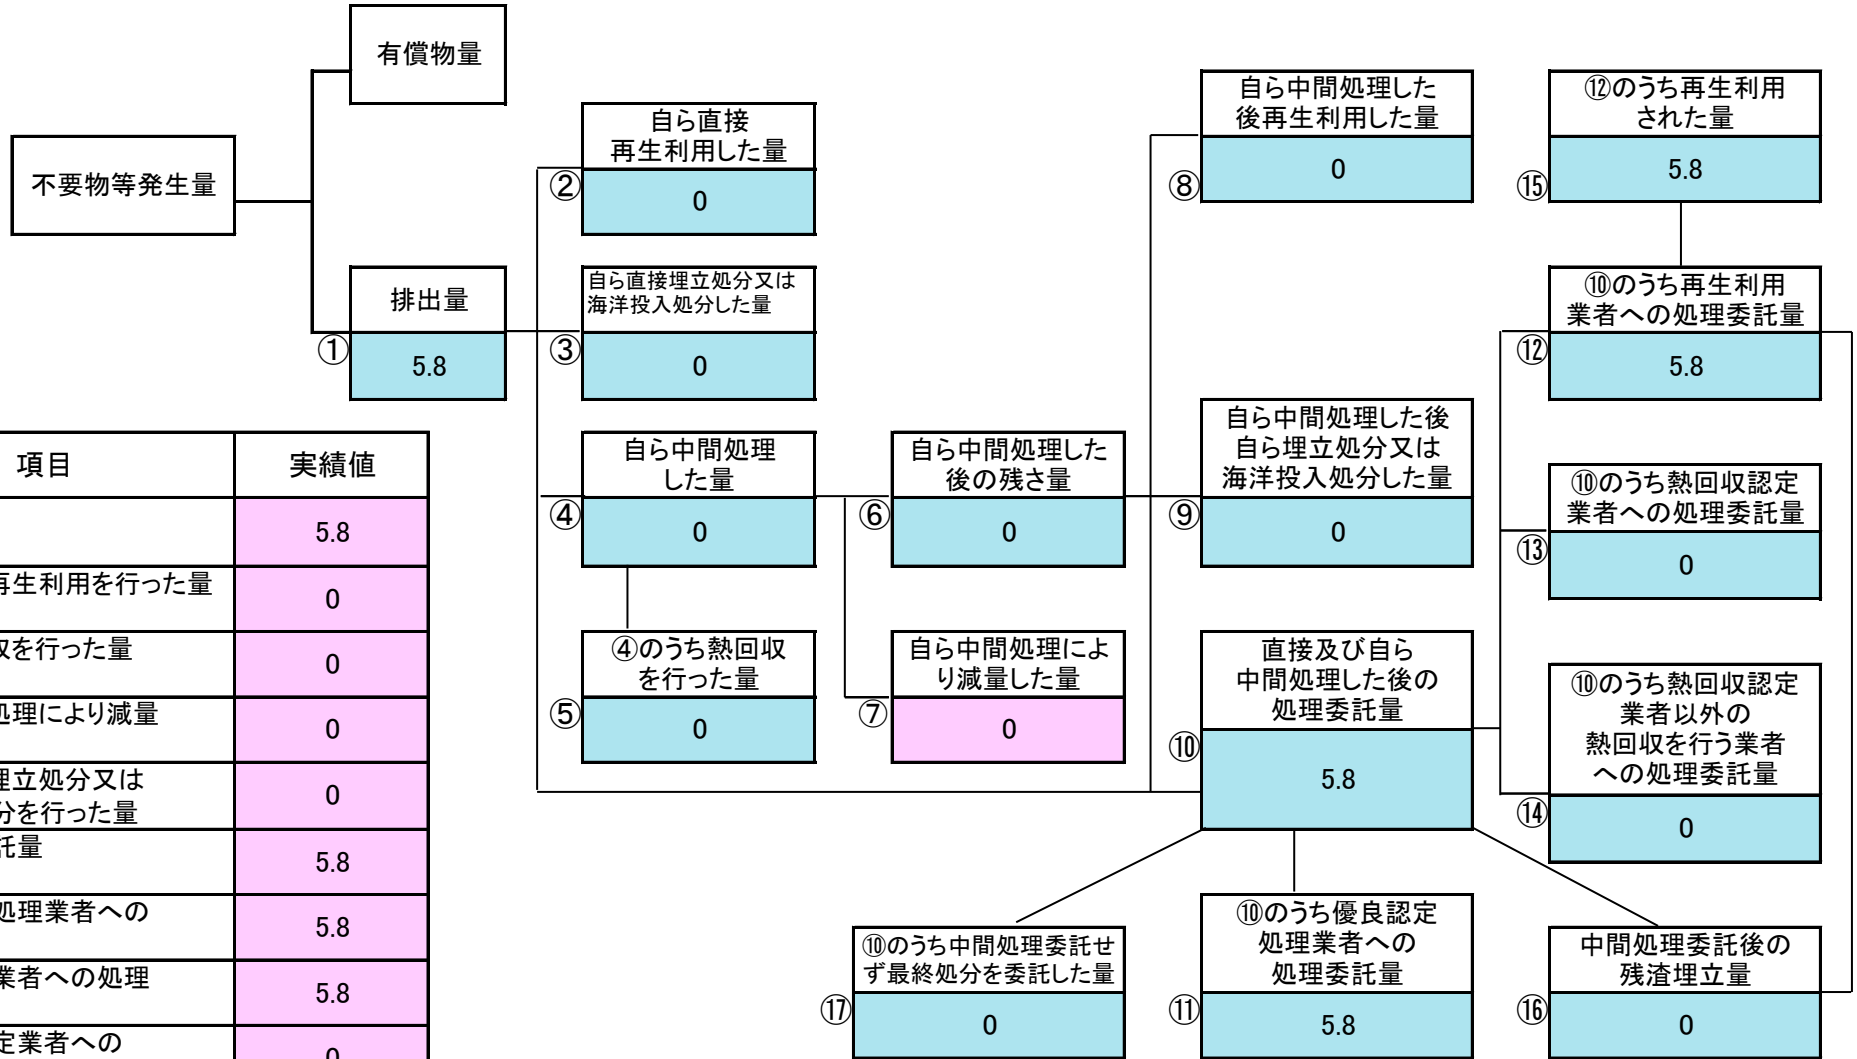 有償物量
不要物等発生量
排出量
①
5.8
自ら直接
再生利用した量
②
0
自ら直接埋立処分又は
海洋投入処分した量
③
0
自ら中間処理
した量
④
0
④のうち熱回収
を行った量
⑤
0
自ら中間処理した
後の残さ量
⑥
0
自ら中間処理によ
り減量した量
⑦
0
自ら中間処理した
後再生利用した量
⑧
0
自ら中間処理した後
自ら埋立処分又は
海洋投入処分した量
⑨
0
直接及び自ら
中間処理した後の
処理委託量
⑩
5.8
⑫のうち再生利用
された量
⑮
5.8
⑩のうち再生利用
業者への処理委託量
⑫
5.8
⑩のうち熱回収認定
業者への処理委託量
⑬
0
⑩のうち熱回収認定
業者以外の
熱回収を行う業者
への処理委託量
⑭
0
⑩のうち中間処理委託せ
ず最終処分を委託した量
⑰
0
⑩のうち優良認定
処理業者への
処理委託量
⑪
5.8
中間処理委託後の
残渣埋立量
⑯
0
項目 実績値
5.8
再生利用を行った量 0
を行った量 0
処理により減量 0
埋立処分又は
分を行った量 0
託量 5.8
処理業者への 5.8
業者への処理 5.8
定業者への 0